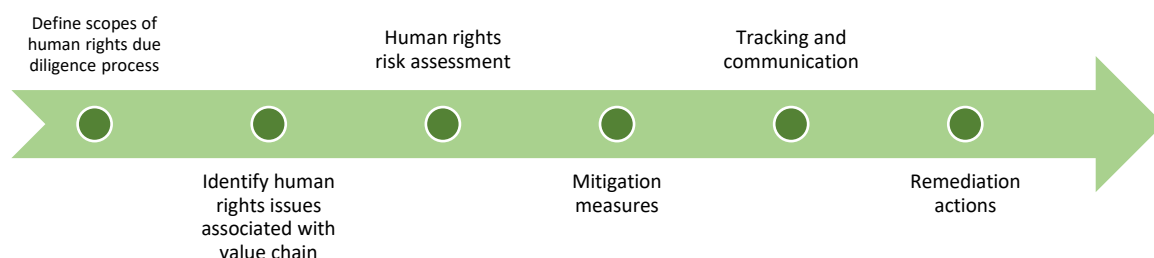 Define scopes of
human rights due
diligence process
Identify human
rights issues
associated with
value chain
Human rights
risk assessment
Mitigation
measures
Tracking and
communication
Remediation
actions